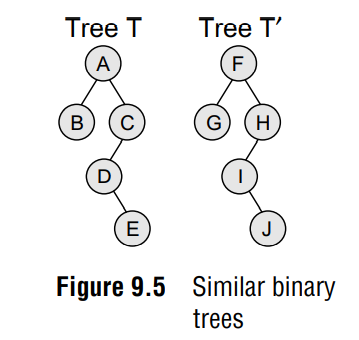 Tree T Tree T′
A F
B C G H
D I
E J
Figure 9.5 Similar binary
trees